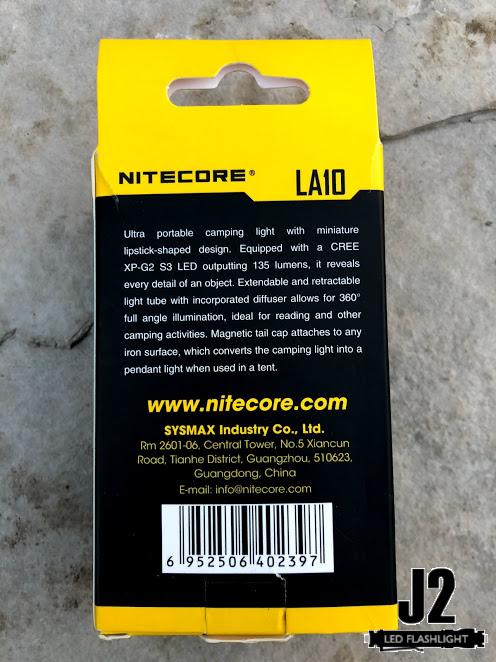 NITECORE®
LA10
Ultra portable camping light with miniature
lipstick-shaped design. Equipped with a CREE
XP-G2 S3 LED outputting 135 lumens, it reveals
every detail of an object. Extendable and retractable
light tube with incorporated diffuser allows for 360°
full angle illumination, ideal for reading and other
camping activities. Magnetic tail cap attaches to any
iron surface, which converts the camping light into a
pendant light when used in a tent.
www.nitecore.com
SYSMAX Industry Co., Ltd.
Rm 2601-06, Central Tower, No.5 Xiancun
Road, Tianhe District, Guangzhou, 510623,
Guangdong, China
E-mail: info@nitecore.com
6 952506 402397
J2
LED FLASHLIGHT